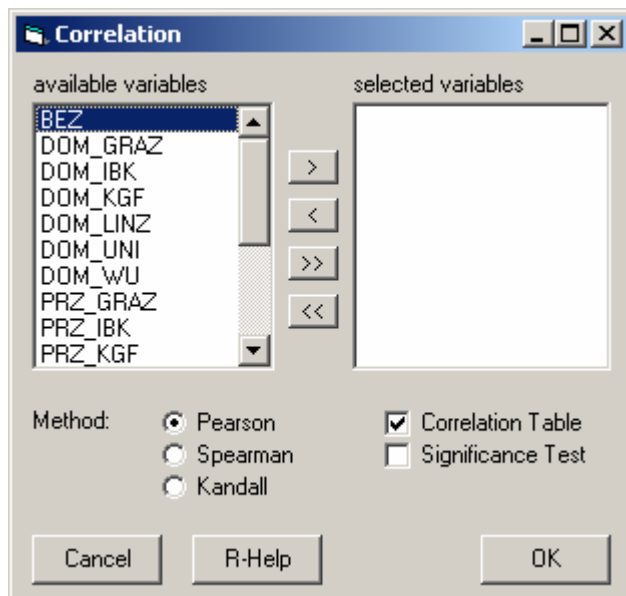 Correlation
available variables
selected variables
BEZ
DOM_GRAZ
DOM_IBK
DOM_KGF
DOM_LINZ
DOM_UNI
DOM_WU
PRZ_GRAZ
PRZ_IBK
PRZ_KGF
>
<
>>
<<
Method:
Pearson
Spearman
Kandall
Correlation Table
Significance Test
Cancel
R-Help
OK